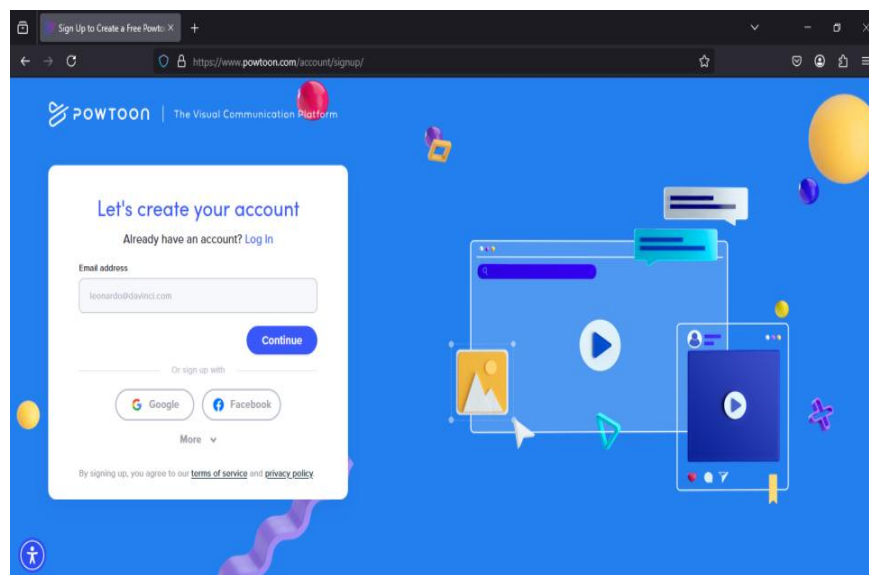 Sign Up to Create a Free Powto
https://www.powtoon.com/account/signup/
POWTOON | The Visual Communication Platform
Let's create your account
Already have an account? Log In
Email address
leonardo@davinci.com
Continue
Or sign up with
Google Facebook
More
By signing up, you agree to our terms of service and privacy policy.